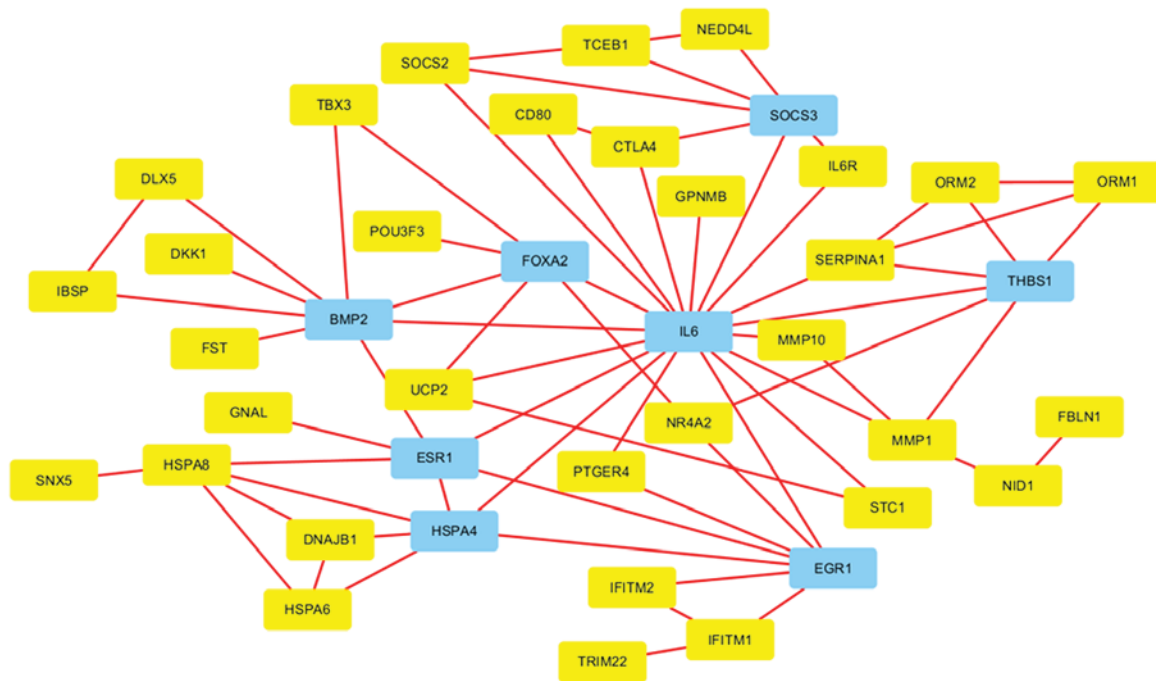 NEDD4L
TCEB1
SOCS2
TBX3
CD80
SOCS3
CTLA4
IL6R
DLX5
ORM2
ORM1
GPNMB
POU3F3
DKK1
FOXA2
SERPINA1
IBSP
THBS1
BMP2
IL6
MMP10
FST
UCP2
GNAL
NR4A2
FBLN1
MMP1
ESR1
HSPA8
PTGER4
SNX5
NID1
STC1
HSPA4
DNAJB1
EGR1
IFITM2
HSPA6
IFITM1
TRIM22